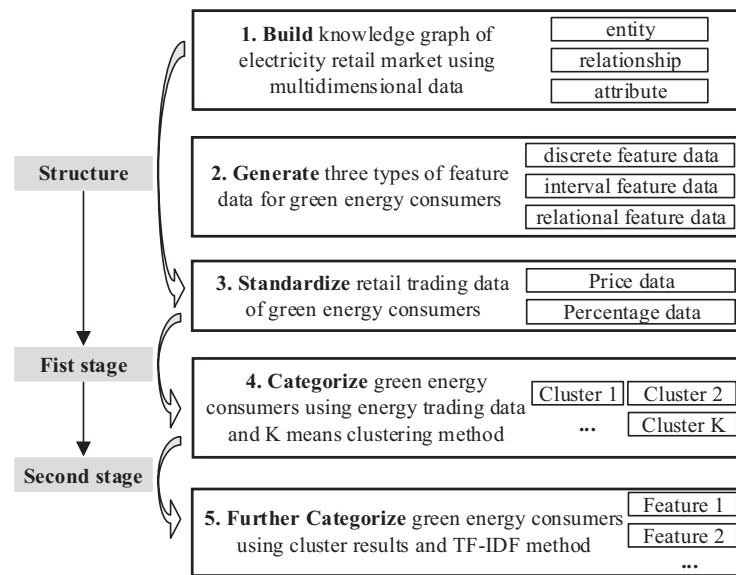 1. Build knowledge graph of
electricity retail market using
multidimensional data
entity
relationship
attribute
Structure
2. Generate three types of feature
data for green energy consumers
discrete feature data
interval feature data
relational feature data
3. Standardize retail trading data
of green energy consumers
Price data
Percentage data
Fist stage
4. Categorize green energy
consumers using energy trading data
and K means clustering method
Cluster 1 Cluster 2
... Cluster K
Second stage
5. Further Categorize green energy consumers
using cluster results and TF-IDF method
Feature 1
Feature 2
...